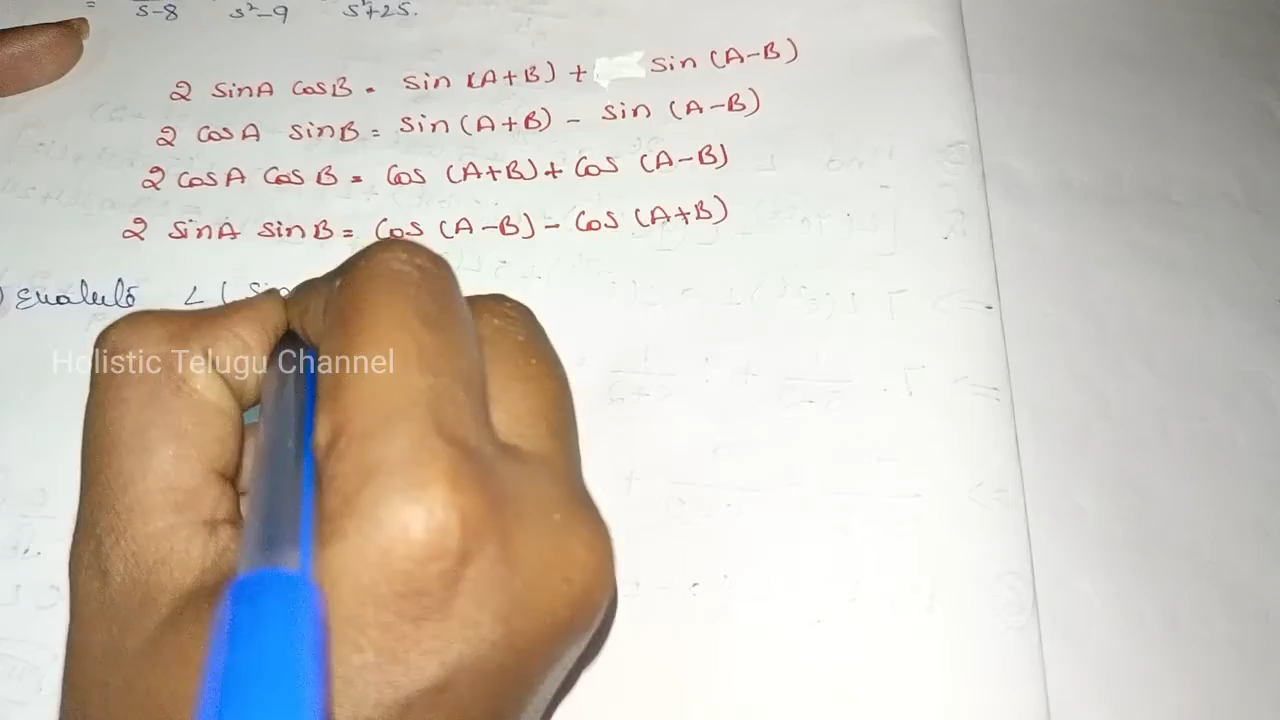 = s-8 s²-9 s²+25.
2 SinA CosB = Sin (A+B) + Sin (A-B)
2 CosA SinB = Sin (A+B) - Sin (A-B)
2 CosA CosB = Cos (A+B) + Cos (A-B)
2 SinA SinB = Cos (A-B) - Cos (A+B)
) Evaluate L (Sin
Holistic Telugu Channel